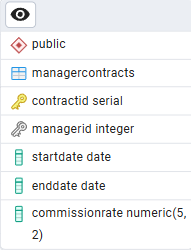 public
managercontracts
contractid serial
managerid integer
startdate date
enddate date
commissionrate numeric(5,
2)